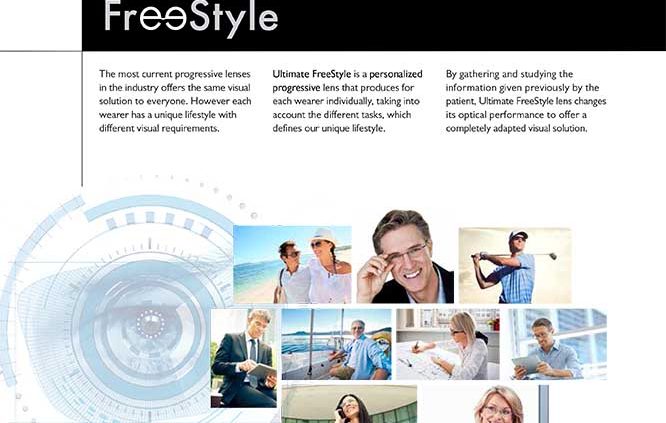 FreeStyle
The most current progressive lenses
in the industry offers the same visual
solution to everyone. However each
wearer has a unique lifestyle with
different visual requirements.
Ultimate FreeStyle is a personalized
progressive lens that produces for
each wearer individually, taking into
account the different tasks, which
defines our unique lifestyle.
By gathering and studying the
information given previously by the
patient, Ultimate FreeStyle lens changes
its optical performance to offer a
completely adapted visual solution.